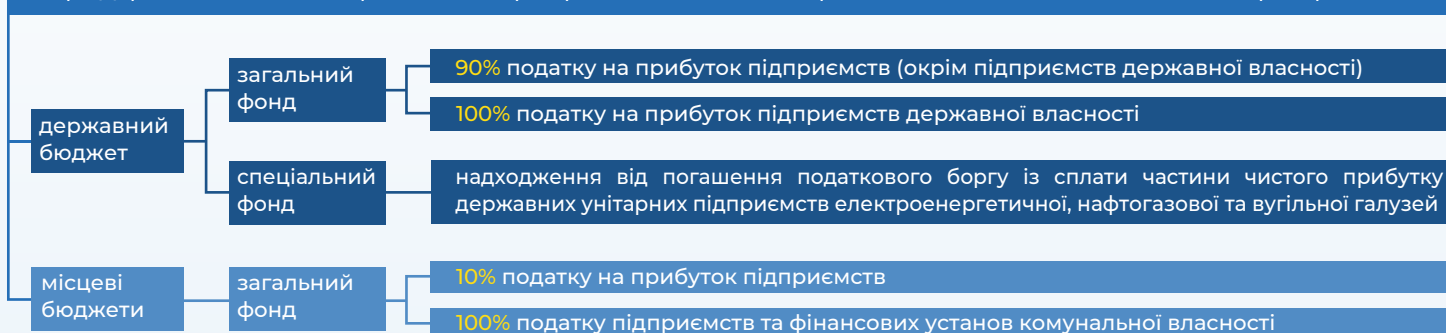 загальний
фонд
90% податку на прибуток підприємств (окрім підприємств державної власності)
100% податку на прибуток підприємств державної власності
державний
бюджет
спеціальний
фонд
надходження від погашення податкового боргу із сплати частини чистого прибутку
державних унітарних підприємств електроенергетичної, нафтогазової та вугільної галузей
місцеві
бюджети
загальний
фонд
10% податку на прибуток підприємств
100% податку підприємств та фінансових установ комунальної власності